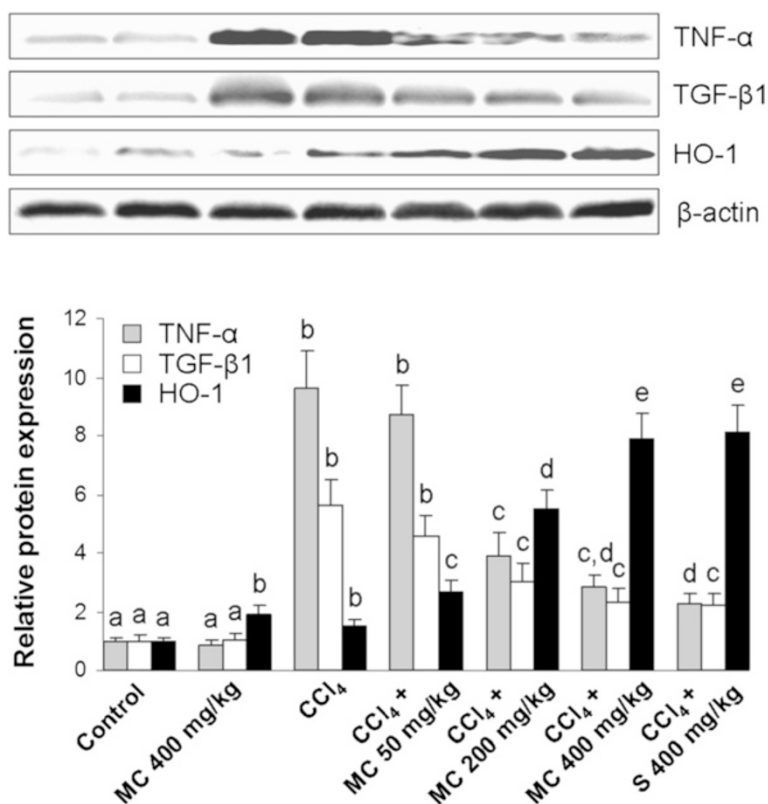 TNF-α
TGF-β1
HO-1
β-actin
Relative protein expression
12
10
8
6
4
2
0
TNF-α
TGF-β1
HO-1
a a a
a a b
b b b
b b c
c c d
c,d c e
d c e
Control
MC 400 mg/kg
CCl₄
CCl₄ +
MC 50 mg/kg
CCl₄ +
MC 200 mg/kg
CCl₄ +
MC 400 mg/kg
CCl₄ +
S 400 mg/kg